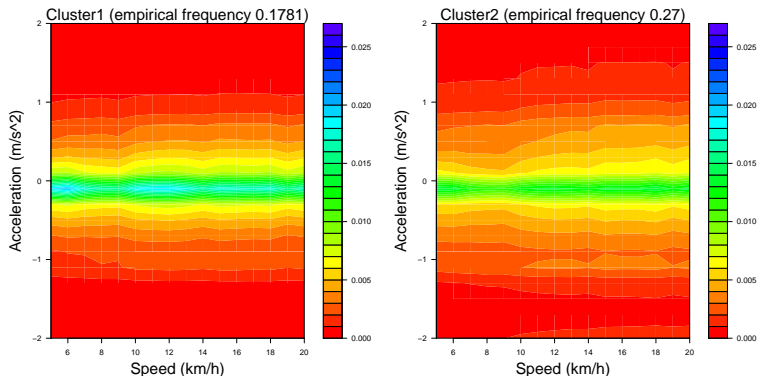 Cluster1 (empirical frequency 0.1781)
2
1
0
−1
−2
Acceleration (m/s^2)
6 8 10 12 14 16 18 20
Speed (km/h)
0.025
0.020
0.015
0.010
0.005
0.000
Cluster2 (empirical frequency 0.27)
2
1
0
−1
−2
Acceleration (m/s^2)
6 8 10 12 14 16 18 20
Speed (km/h)
0.025
0.020
0.015
0.010
0.005
0.000